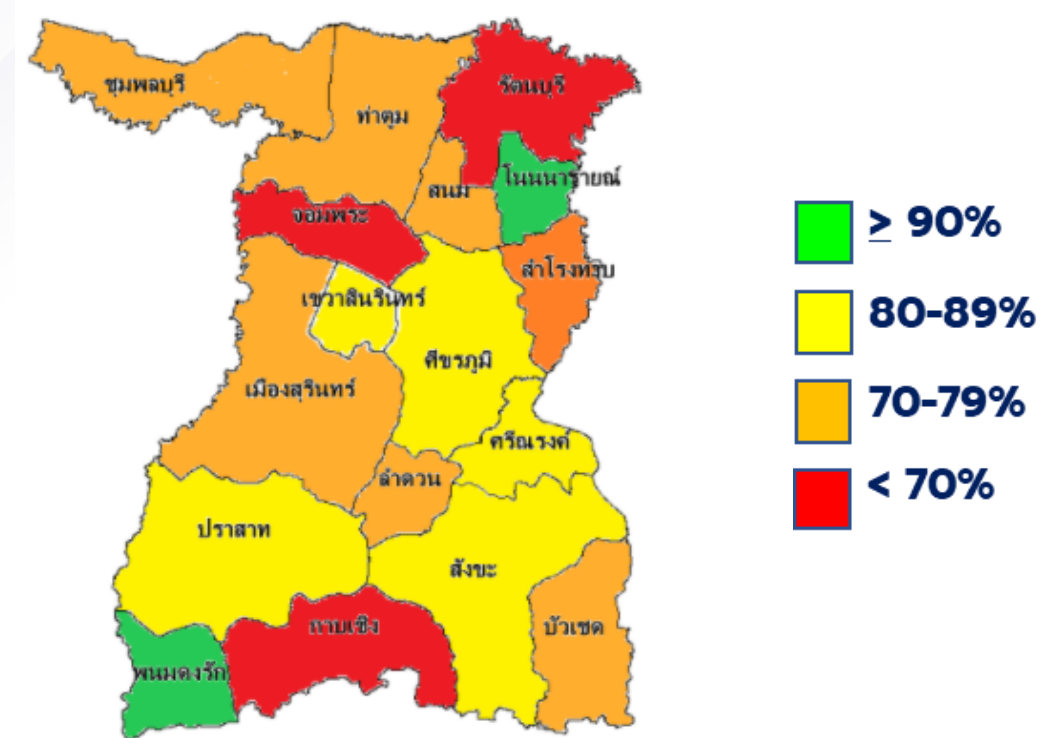 ชุมพลบุรี
ท่าตูม
รัตนบุรี
สนม
โนนนารายณ์
จอมพระ
สำโรงทาบ
เขวาสินรินทร์
ศีขรภูมิ
เมืองสุรินทร์
ศรีณรงค์
ลำดวน
ปราสาท
สังขะ
กาบเชิง
บัวเชด
พนมดงรัก
≥ 90%
80-89%
70-79%
< 70%